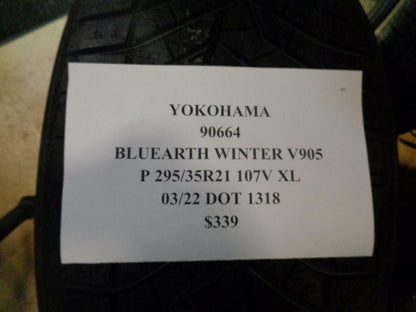 YOKOHAMA
90664
BLUEARTH WINTER V905
P 295/35R21 107V XL
03/22 DOT 1318
$339